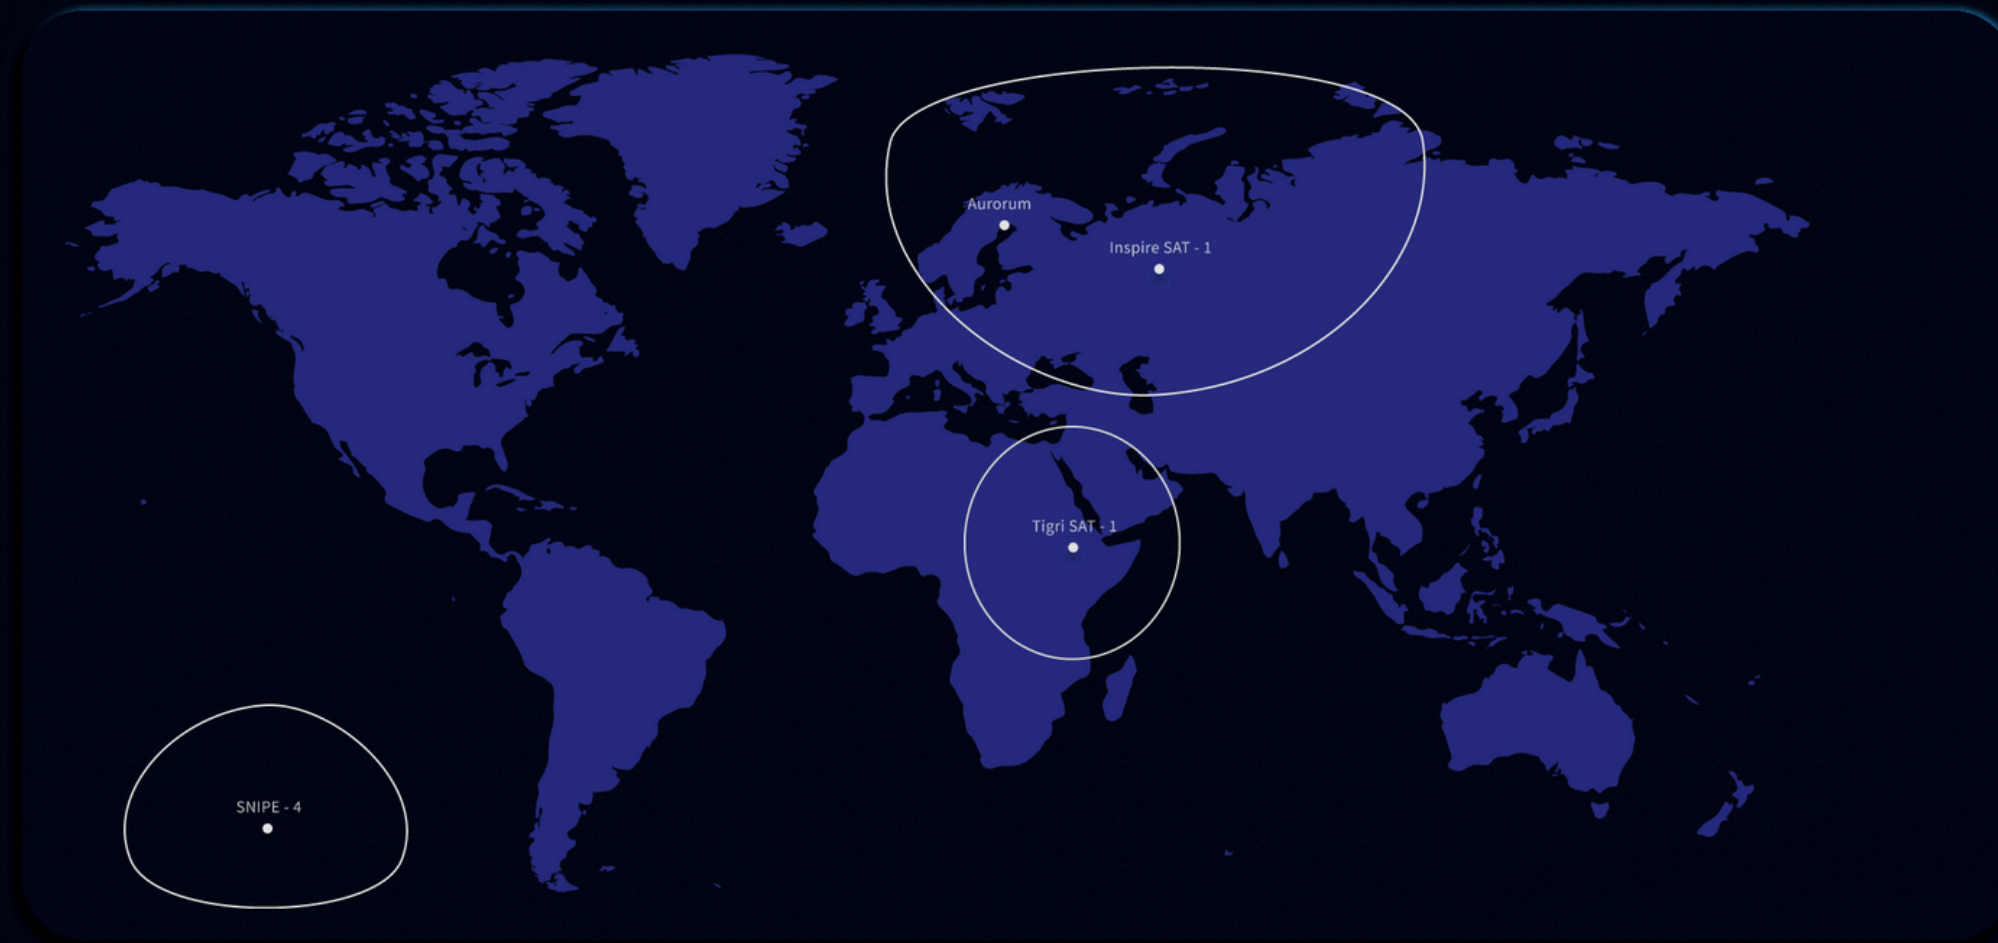 Aurorum
Inspire SAT - 1
Tigri SAT - 1
SNIPE - 4